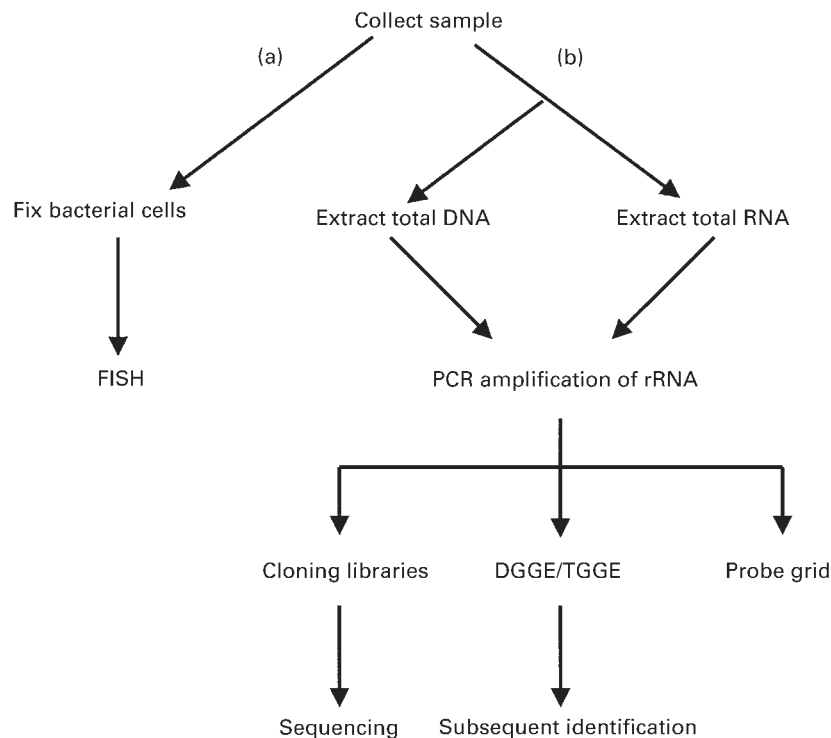 Collect sample
(a)
(b)
Fix bacterial cells
Extract total DNA
Extract total RNA
FISH
PCR amplification of rRNA
Cloning libraries
DGGE/TGGE
Probe grid
Sequencing
Subsequent identification